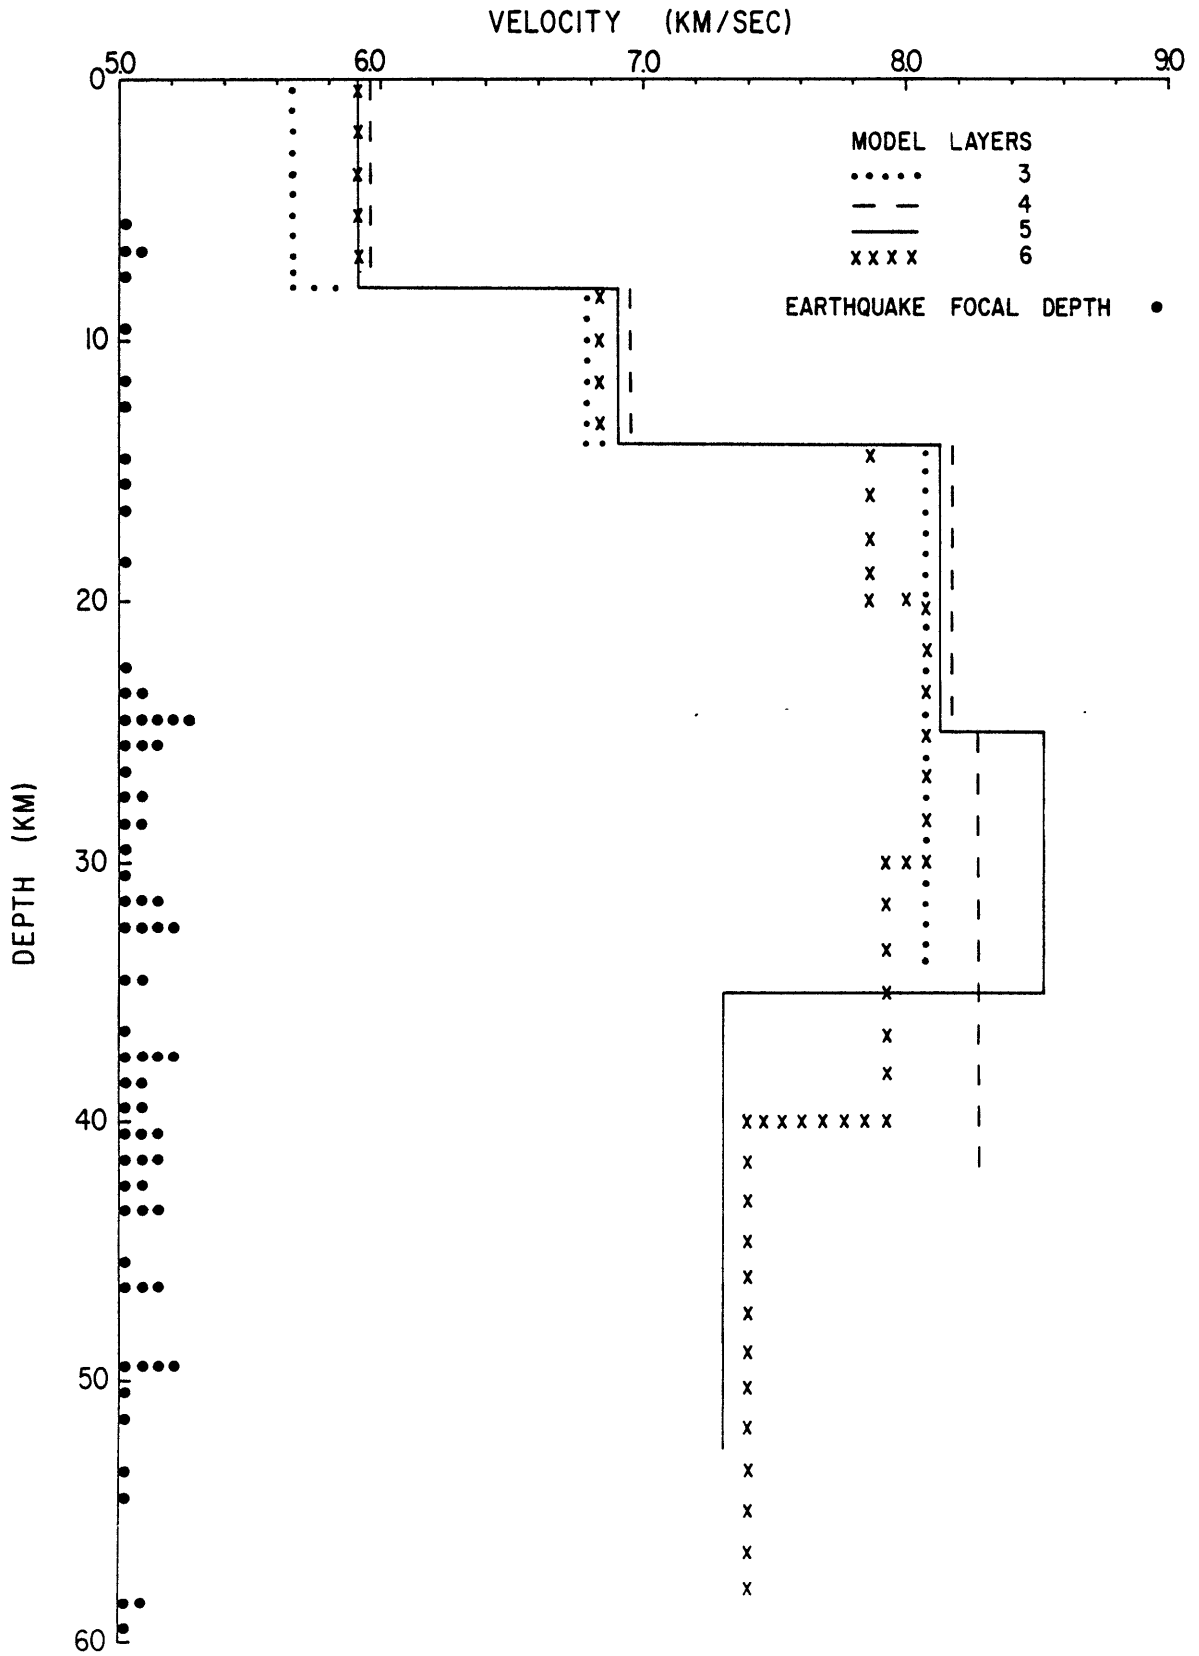 VELOCITY (KM/SEC)
5.0 6.0 7.0 8.0 9.0
0
MODEL LAYERS
..... 3
— — 4
—— 5
xxxx 6
EARTHQUAKE FOCAL DEPTH ●
10
20
30
40
50
60
DEPTH (KM)